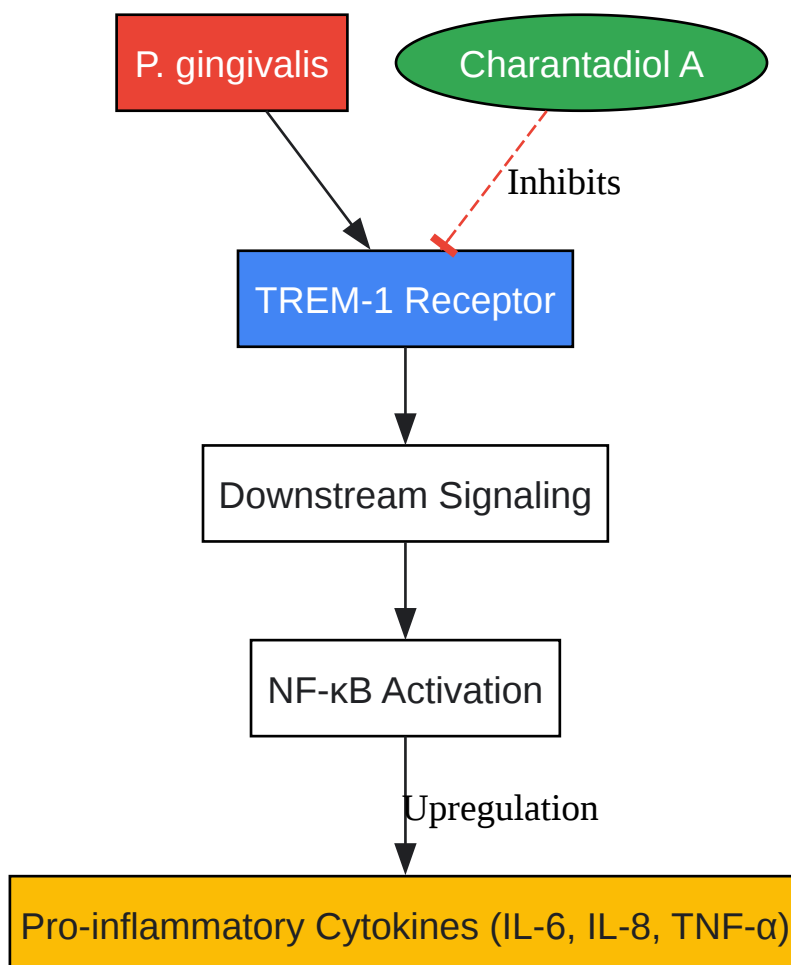 P. gingivalis
Charantadiol A
Inhibits
TREM-1 Receptor
Downstream Signaling
NF-κB Activation
Upregulation
Pro-inflammatory Cytokines (IL-6, IL-8, TNF-α)